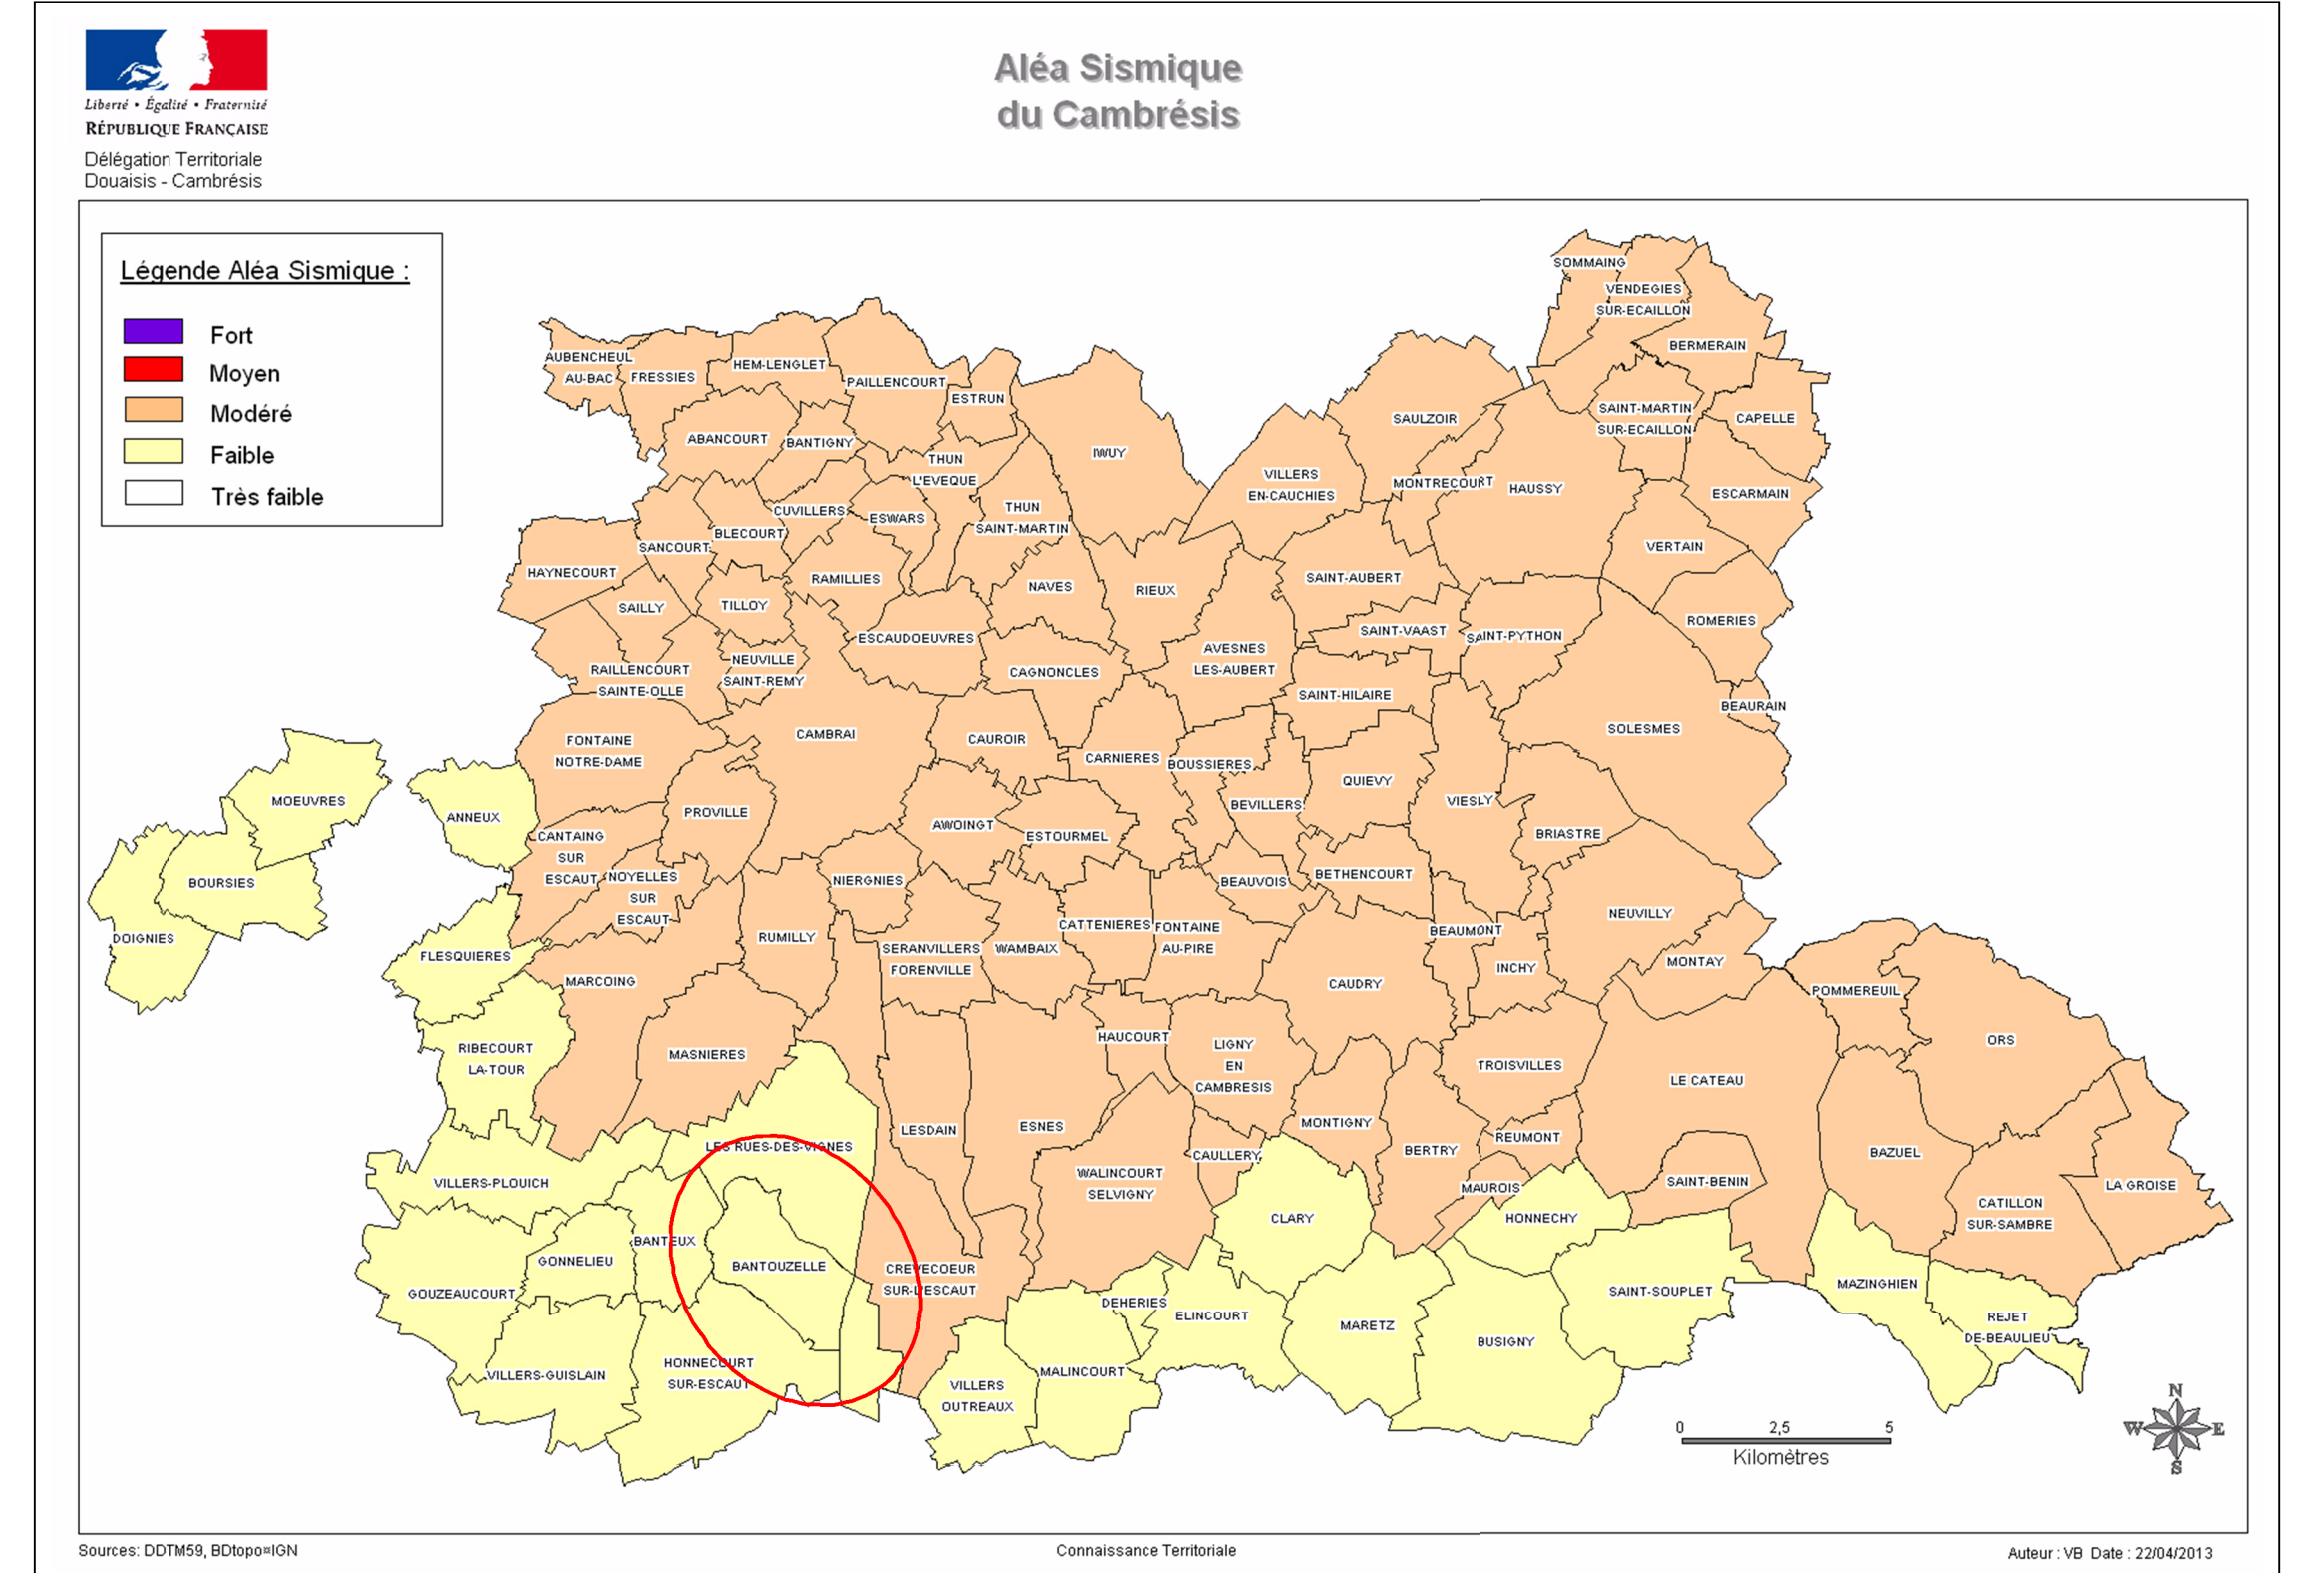 Liberté • Égalité • Fraternité
RÉPUBLIQUE FRANÇAISE
Délégation Territoriale
Douaisis - Cambrésis
Aléa Sismique
du Cambrésis
Légende Aléa Sismique :
Fort
Moyen
Modéré
Faible
Très faible
SOMMAING
VENDEGIES
SUR-ECAILLON
BERMERAIN
AUBENCHEUL
AU-BAC
FRESSIES
HEM-LENGLET
PAILLENCOURT
ESTRUN
ABANCOURT
BANTIGNY
THUN
L'EVEQUE
IWUY
SAULZOIR
SAINT-MARTIN
SUR-ECAILLON
CAPELLE
VILLERS
EN-CAUCHIES
MONTRECOURT
HAUSSY
ESCARMAIN
CUVILLERS
ESWARS
THUN
SAINT-MARTIN
BLECOURT
SANCOURT
VERTAIN
HAYNECOURT
RAMILLIES
NAVES
RIEUX
SAINT-AUBERT
SAILLY
TILLOY
ROMERIES
ESCAUDOEUVRES
SAINT-VAAST
SAINT-PYTHON
AVESNES
LES-AUBERT
NEUVILLE
SAINT-REMY
RAILLENCOURT
SAINTE-OLLE
CAGNONCLES
SAINT-HILAIRE
BEAURAIN
SOLESMES
FONTAINE
NOTRE-DAME
CAMBRAI
CAUROIR
CARNIERES
BOUSSIERES
QUIEVY
VIESLY
MOEUVRES
ANNEUX
PROVILLE
AWOINGT
ESTOURMEL
BEVILLERS
BRIASTRE
CANTAING
SUR
ESCAUT
NOYELLES
SUR
ESCAUT
NIERGNIES
BEAUVOIS
BETHENCOURT
BOURSIES
DOIGNIES
NEUVILLY
RUMILLY
CATTENIERES
FONTAINE
AU-PIRE
BEAUMONT
SERANVILLERS
FORENVILLE
WAMBAIX
FLESQUIERES
MARCOING
CAUDRY
INCHY
MONTAY
POMMEREUIL
ORS
RIBECOURT
LA-TOUR
MASNIERES
HAUCOURT
LIGNY
EN
CAMBRESIS
TROISVILLES
LE CATEAU
LESDAIN
ESNES
MONTIGNY
REUMONT
LES RUES-DES-VIGNES
CAULLERY
BERTRY
BAZUEL
VILLERS-PLOUICH
WALINCOURT
SELVIGNY
MAUROIS
SAINT-BENIN
LA GROISE
CATILLON
SUR-SAMBRE
CLARY
HONNECHY
BANTEUX
GONNELIEU
BANTOUZELLE
CREVECOEUR
SUR-L'ESCAUT
GOUZEAUCOURT
DEHERIES
ELINCOURT
SAINT-SOUPLET
MAZINGHIEN
REJET
DE-BEAULIEU
MARETZ
BUSIGNY
VILLERS-GUISLAIN
HONNECOURT
SUR-ESCAUT
MALINCOURT
VILLERS
OUTREAUX
0 2,5 5
Kilomètres
N
W E
S
Sources: DDTM59, BDtopo¤IGN
Connaissance Territoriale
Auteur : VB Date : 22/04/2013